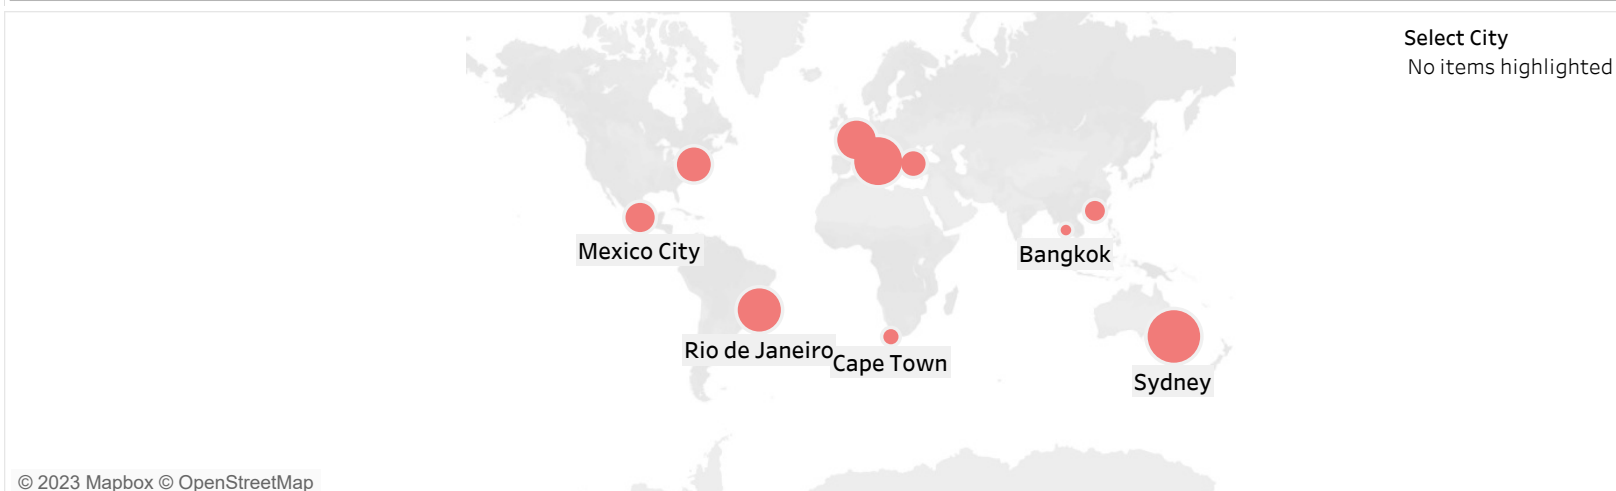 Select City
No items highlighted
Mexico City
Bangkok
Rio de Janeiro
Cape Town
Sydney
© 2023 Mapbox © OpenStreetMap